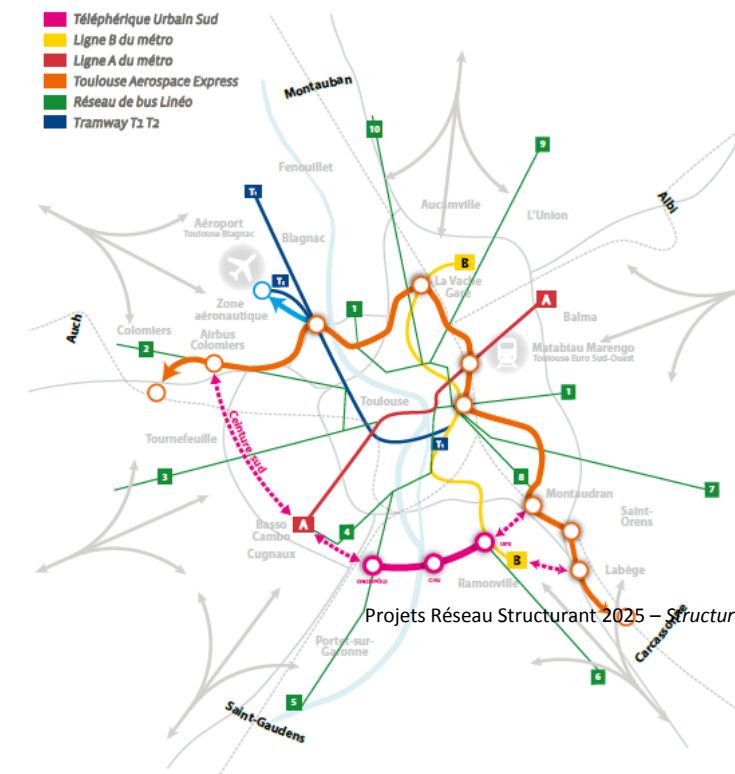 Téléphérique Urbain Sud
Ligne B du métro
Ligne A du métro
Toulouse Aerospace Express
Réseau de bus Linéo
Tramway T1 T2
Montauban
10
9
Fenouillet
Aucamville
L'Union
Albi
T1
Aéroport
Toulouse Blagnac
Blagnac
B
La Vache
Gare
T2
Zone
aéronautique
1
A
Balma
Auch
Colomiers
2
Airbus
Colomiers
Matabiau Marengo
Toulouse Euro Sud-Ouest
Toulouse
1
Ceinture sud
Tournefeuille
T1
3
8
7
Montaudran
Saint-
Orens
A
Basso
Cambo
4
Cugnaux
UPS
B
Labège
ONCOPÔLE
CHU
Ramonville
Projets Réseau Structurant 2025 – Structur
Carcassonne
Portet-sur-
Garonne
6
5
Saint-Gaudens